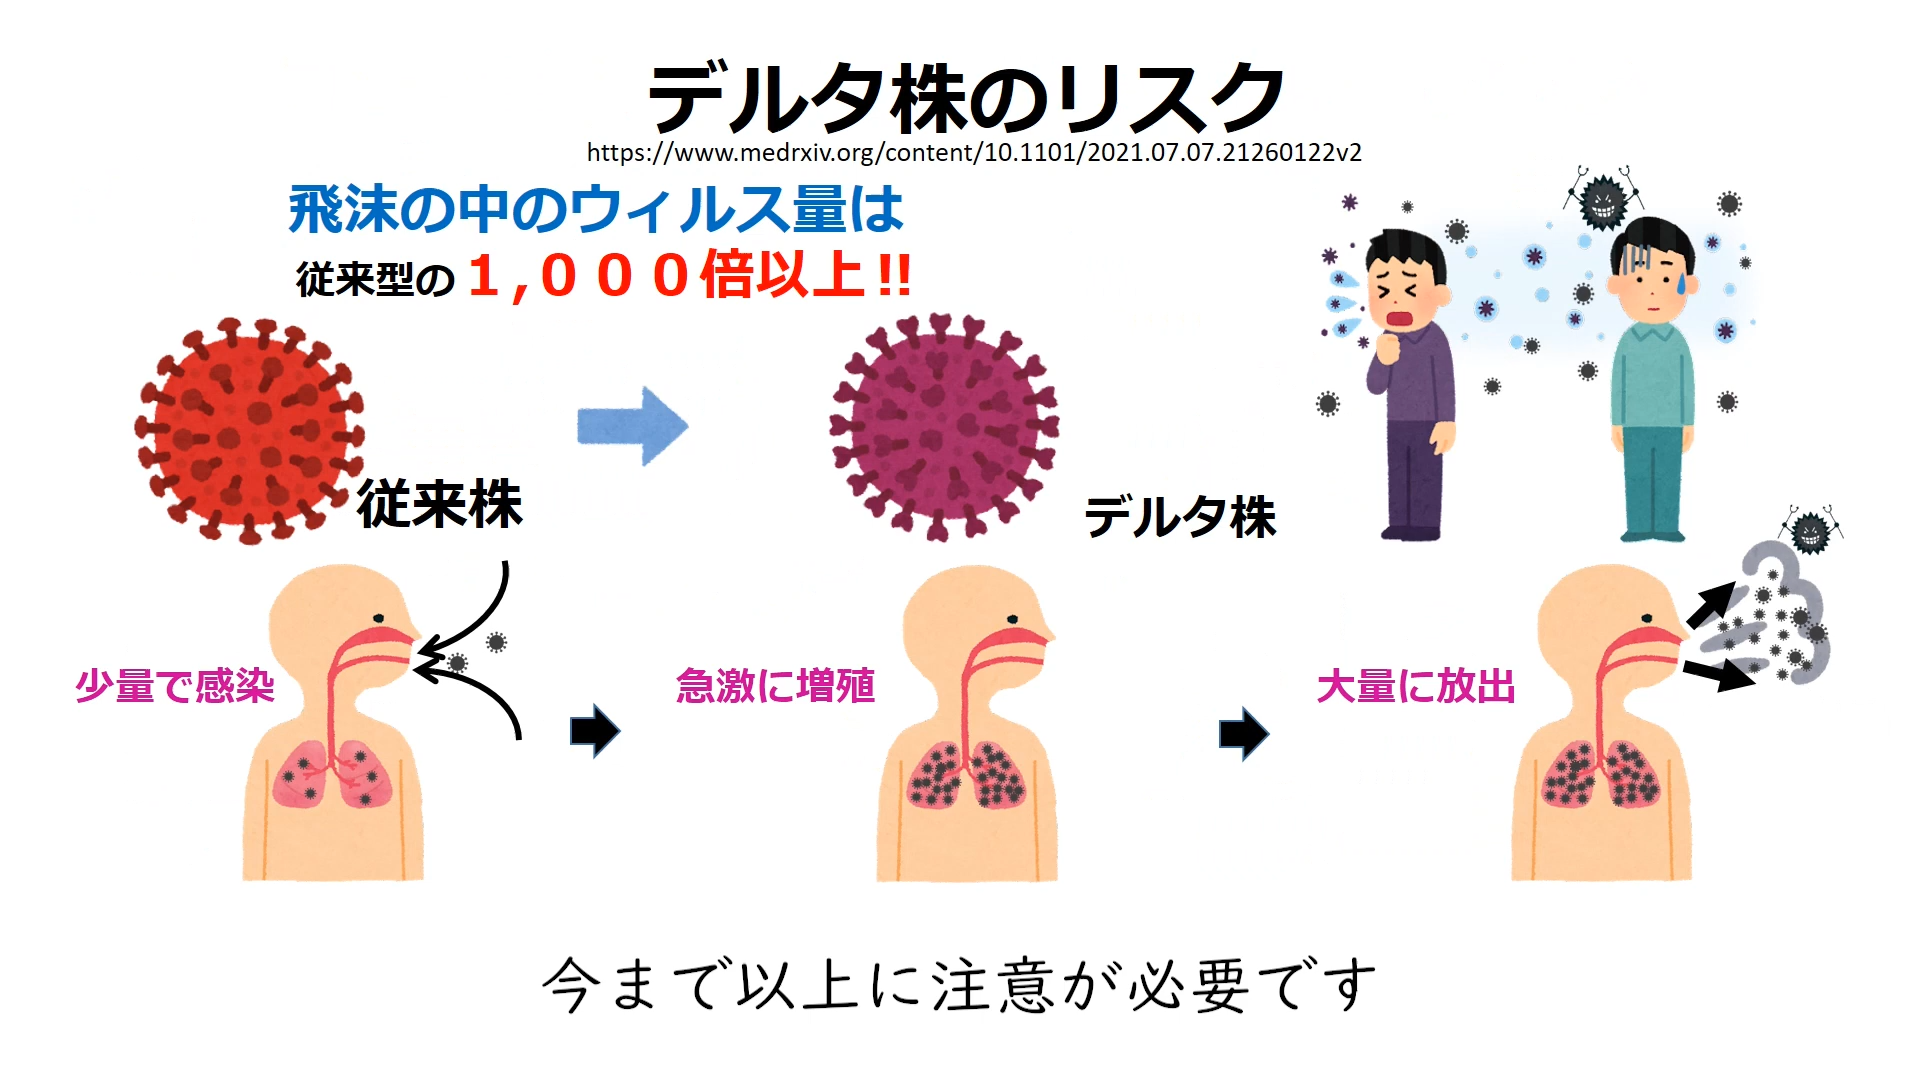 デルタ株のリスク
https://www.medrxiv.org/content/10.1101/2021.07.07.21260122v2
飛沫の中のウィルス量は
従来型の１,０００倍以上!!
従来株
デルタ株
少量で感染
急激に増殖
大量に放出
今まで以上に注意が必要です